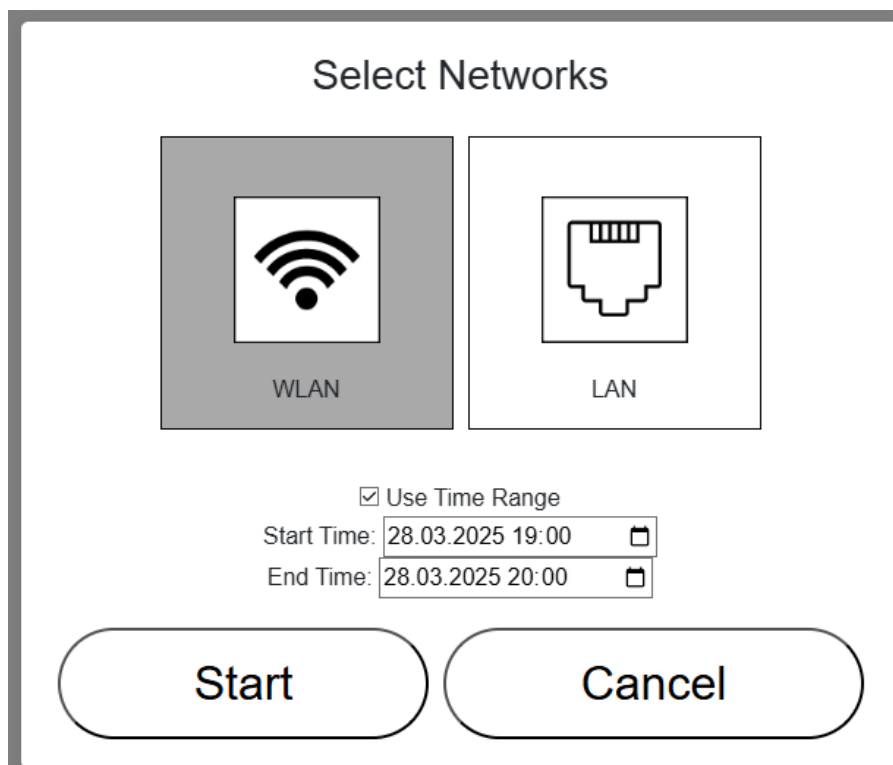 Select Networks
WLAN LAN
Use Time Range
Start Time: 28.03.2025 19:00
End Time: 28.03.2025 20:00
Start Cancel